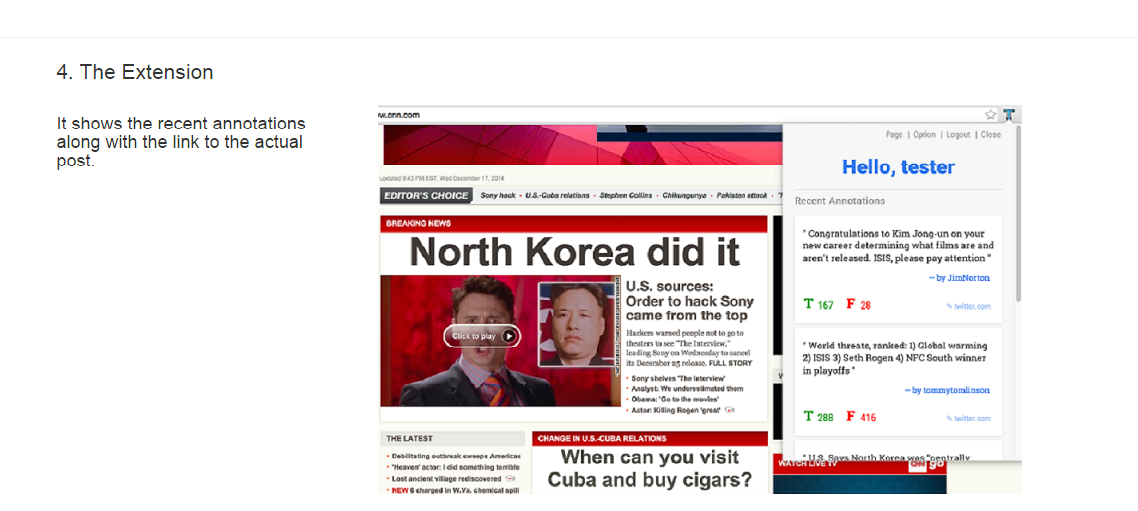 4. The Extension
It shows the recent annotations
along with the link to the actual
post.
w.cnn.com
updated 9:43 PM EST, Wed December 17, 2014
EDITOR'S CHOICE Sony hack - U.S.-Cuba relations - Stephen Collins - Chikungunya - Pakistan attack -
BREAKING NEWS
North Korea did it
Click to play
U.S. sources:
Order to hack Sony
came from the top
Hackers warned people not to go to
theaters to see "The Interview,"
leading Sony on Wednesday to cancel
its December 25 release. FULL STORY
· Sony shelves 'The Interview'
· Analyst: We underestimated them
· Obama: 'Go to the movies'
· Actor: Killing Rogen 'great'
THE LATEST
· Debilitating outbreak sweeps Americas
· 'Heaven' actor: I did something terrible
· Lost ancient village rediscovered
· NEW 6 charged in W.Va. chemical spill
CHANGE IN U.S.-CUBA RELATIONS
When can you visit
Cuba and buy cigars?
Page | Option | Logout | Close
Hello, tester
Recent Annotations
" Congratulations to Kim Jong-un on your
new career determining what films are and
aren't released. ISIS, please pay attention "
— by JimNorton
T 167 F 28
twitter.com
" World threats, ranked: 1) Global warming
2) ISIS 3) Seth Rogen 4) NFC South winner
in playoffs "
— by tommytomlinson
T 288 F 416
twitter.com
" U.S. Says North Korea was "centrally
WATCH LIVE TV
CNN go